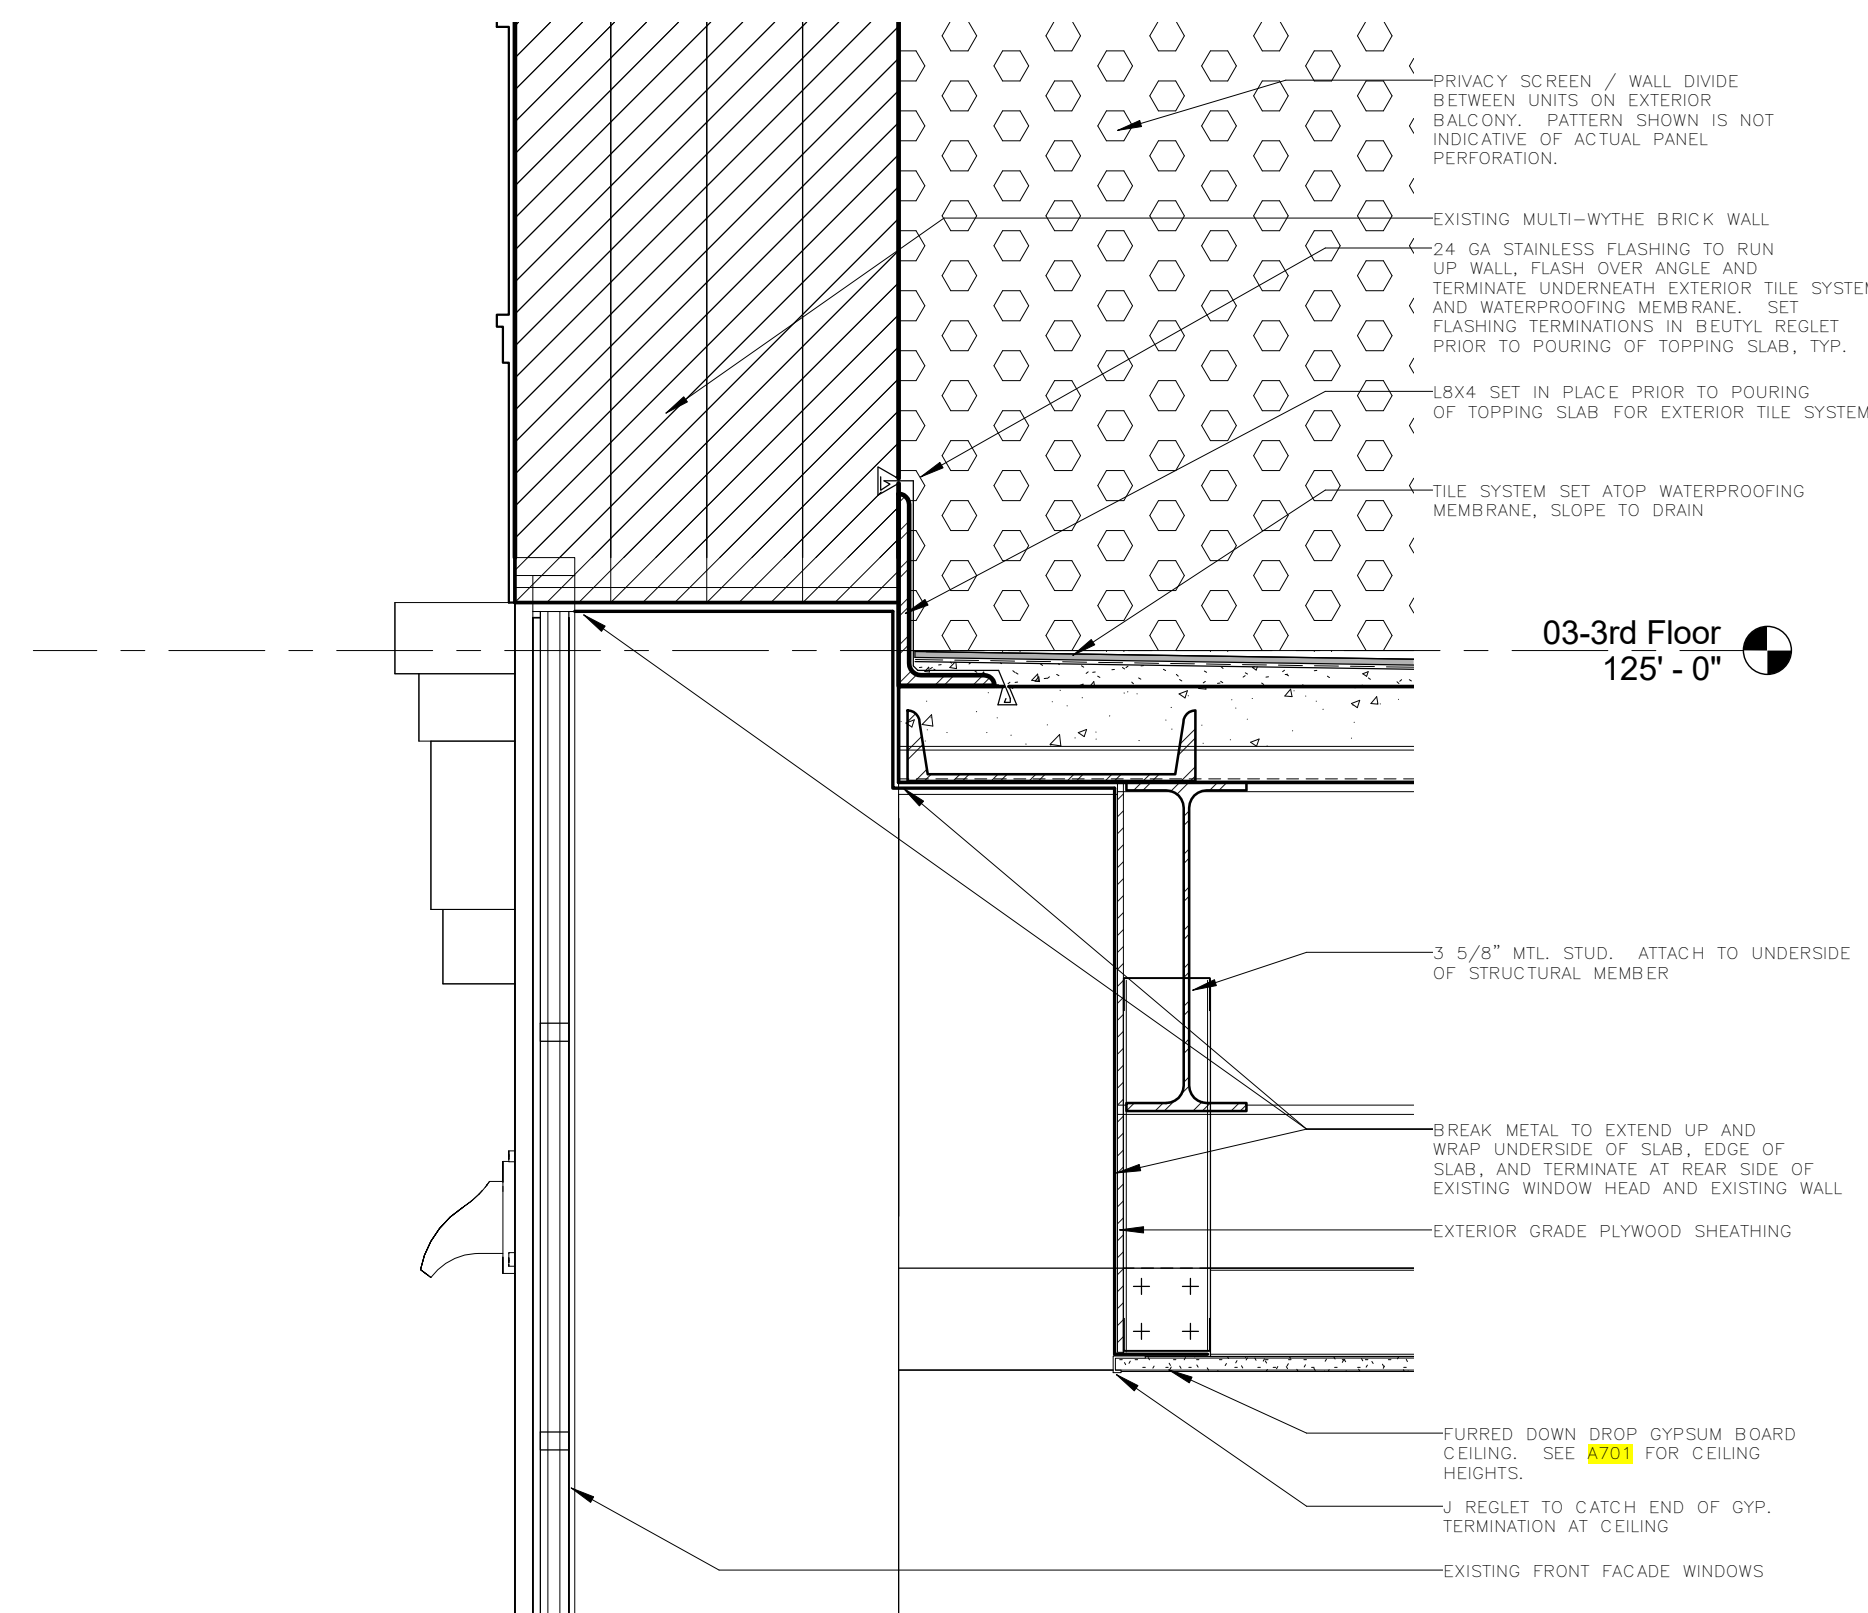 PRIVACY SCREEN / WALL DIVIDE
BETWEEN UNITS ON EXTERIOR
BALCONY. PATTERN SHOWN IS NOT
INDICATIVE OF ACTUAL PANEL
PERFORATION.
EXISTING MULTI-WYTHE BRICK WALL
24 GA STAINLESS FLASHING TO RUN
UP WALL, FLASH OVER ANGLE AND
TERMINATE UNDERNEATH EXTERIOR TILE SYSTEM
AND WATERPROOFING MEMBRANE. SET
FLASHING TERMINATIONS IN BEUTYL REGLET
PRIOR TO POURING OF TOPPING SLAB, TYP.
L8X4 SET IN PLACE PRIOR TO POURING
OF TOPPING SLAB FOR EXTERIOR TILE SYSTEM
TILE SYSTEM SET ATOP WATERPROOFING
MEMBRANE, SLOPE TO DRAIN
03-3rd Floor
125' - 0"
3 5/8" MTL. STUD. ATTACH TO UNDERSIDE
OF STRUCTURAL MEMBER
BREAK METAL TO EXTEND UP AND
WRAP UNDERSIDE OF SLAB, EDGE OF
SLAB, AND TERMINATE AT REAR SIDE OF
EXISTING WINDOW HEAD AND EXISTING WALL
EXTERIOR GRADE PLYWOOD SHEATHING
FURRED DOWN DROP GYPSUM BOARD
CEILING. SEE A701 FOR CEILING
HEIGHTS.
J REGLET TO CATCH END OF GYP.
TERMINATION AT CEILING
EXISTING FRONT FACADE WINDOWS